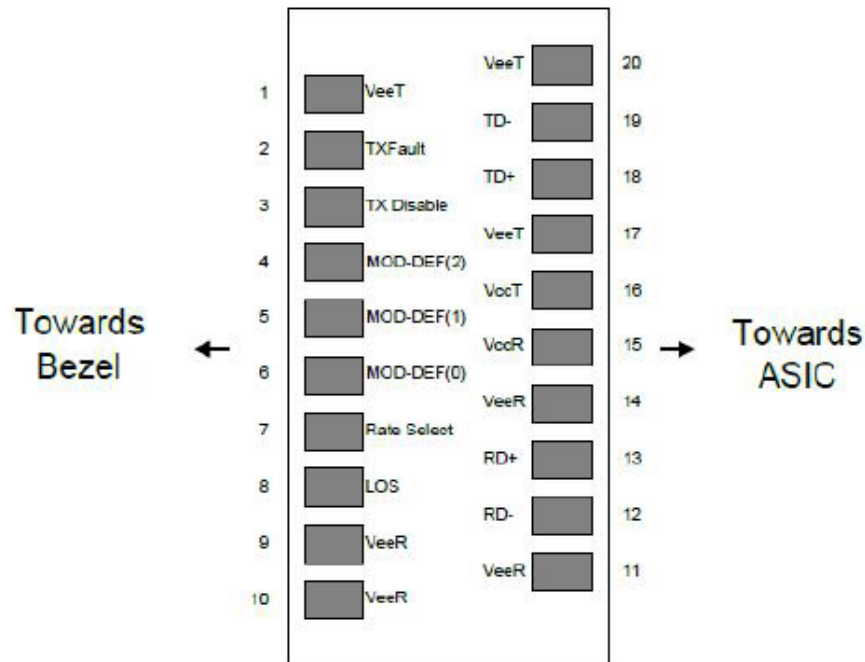 VeeT 20
1 VeeT
TD- 19
2 TXFault
TD+ 18
3 TX Disable
VeeT 17
4 MOD-DEF(2)
VccT 16
5 MOD-DEF(1)
Towards
Bezel
VccR 15
Towards
ASIC
6 MOD-DEF(0)
VeeR 14
7 Rate Select
RD+ 13
8 LOS
RD- 12
9 VeeR
VeeR 11
10 VeeR